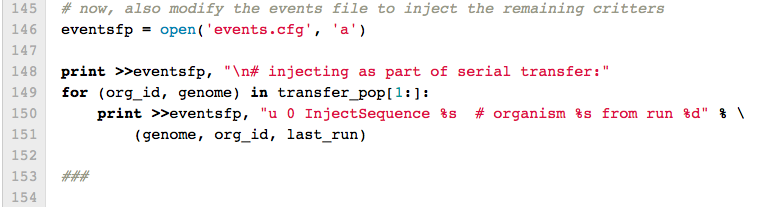 145 # now, also modify the events file to inject the remaining critters
146 eventsfp = open('events.cfg', 'a')
147
148 print >>eventsfp, "\n# injecting as part of serial transfer:"
149 for (org_id, genome) in transfer_pop[1:]:
150     print >>eventsfp, "u 0 InjectSequence %s  # organism %s from run %d" % \
151         (genome, org_id, last_run)
152
153 ###
154